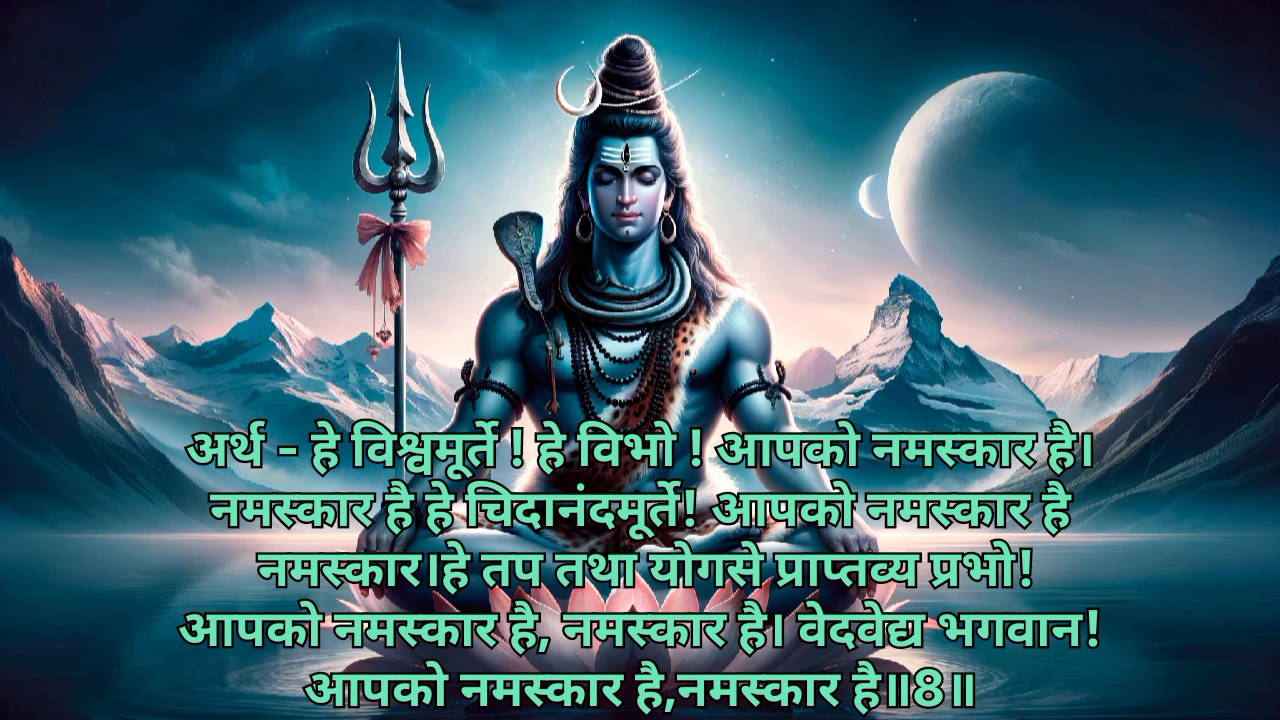 अर्थ - हे विश्वमूर्ते ! हे विभो ! आपको नमस्कार है।
नमस्कार है हे चिदानंदमूर्ते! आपको नमस्कार है
नमस्कार।हे तप तथा योगसे प्राप्तव्य प्रभो!
आपको नमस्कार है, नमस्कार है। वेदवेद्य भगवान!
आपको नमस्कार है,नमस्कार है॥8॥